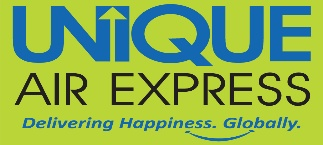 UNIQUE
AIR EXPRESS
Delivering Happiness. Globally.